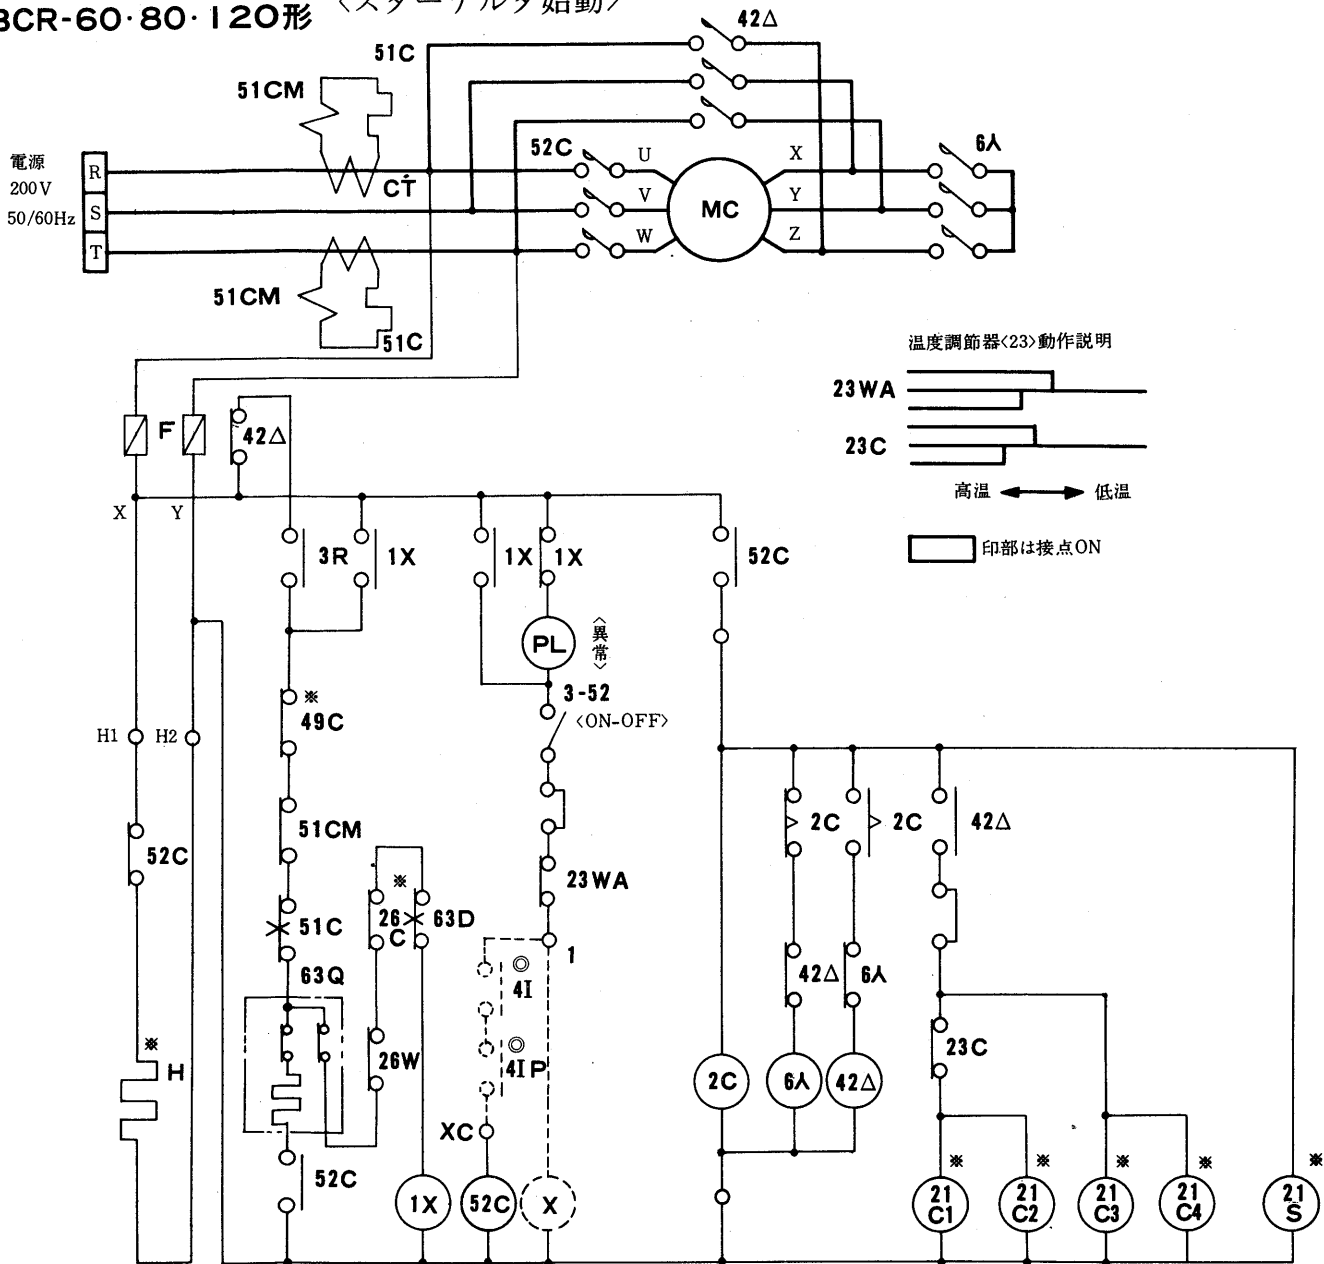 BCR-60·80·120形 〈スターデルタ始動〉
42Δ
51C
51CM
電源
200V
50/60Hz
R
S
T
CT
52C
U
V
W
MC
X
Y
Z
6人
51CM
51C
温度調節器〈23〉動作説明
23WA
23C
高温 低温
印部は接点ON
F
42Δ
X
Y
3R
1X
1X
1X
52C
PL
〈異常〉
3-52
〈ON-OFF〉
H1
H2
※
49C
51CM
52C
2C
2C
42Δ
23WA
51C
26C
※
63D
63Q
1
◎
4I
42Δ
6人
26W
◎
4IP
23C
※
H
XC
2C
6人
42Δ
52C
1X
52C
X
※
21C1
※
21C2
※
21C3
※
21C4
※
21S